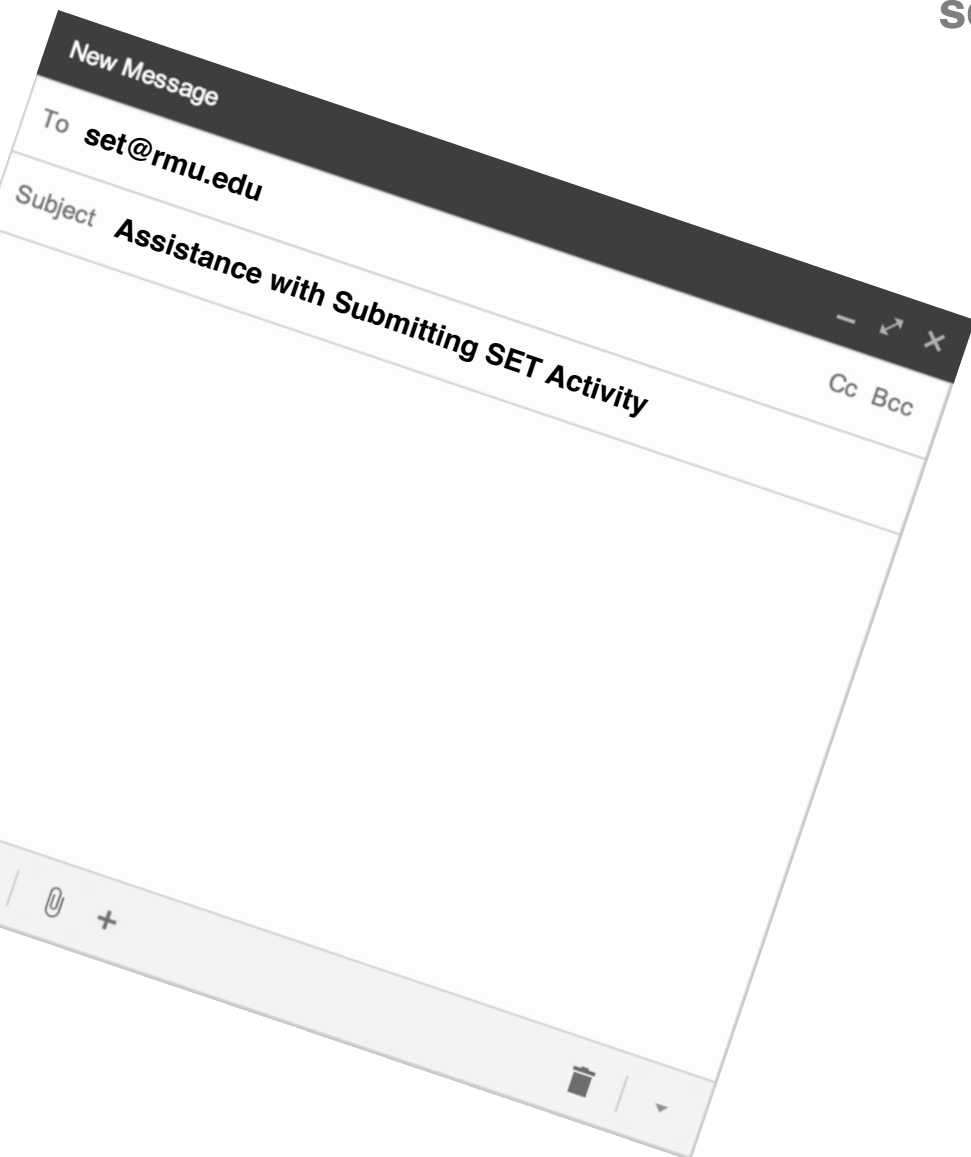 New Message
To set@rmu.edu
Cc Bcc
Subject Assistance with Submitting SET Activity